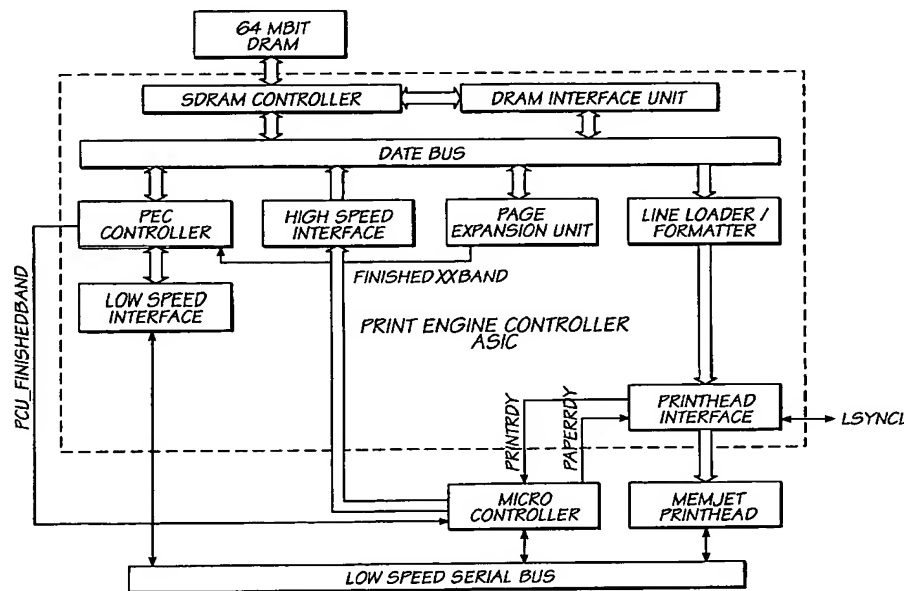 64 MBIT
DRAM
SDRAM CONTROLLER
DRAM INTERFACE UNIT
DATE BUS
PEC
CONTROLLER
HIGH SPEED
INTERFACE
PAGE
EXPANSION UNIT
LINE LOADER /
FORMATTER
FINISHED XXBAND
LOW SPEED
INTERFACE
PRINT ENGINE CONTROLLER
ASIC
PCU_FINISHEDBAND
PRINTRDY
PAPERRDY
PRINTHEAD
INTERFACE
LSYNCL
MICRO
CONTROLLER
MEMJET
PRINTHEAD
LOW SPEED SERIAL BUS